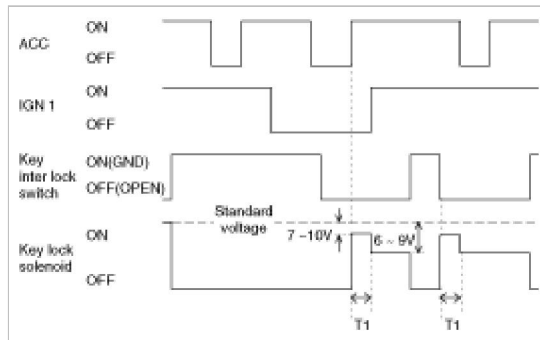 ACC
ON
OFF
IGN 1
ON
OFF
Key
inter lock
switch
ON(GND)
OFF(OPEN)
Standard
voltage
7 ~10V
6 ~ 9V
Key lock
solenoid
ON
OFF
T1
T1